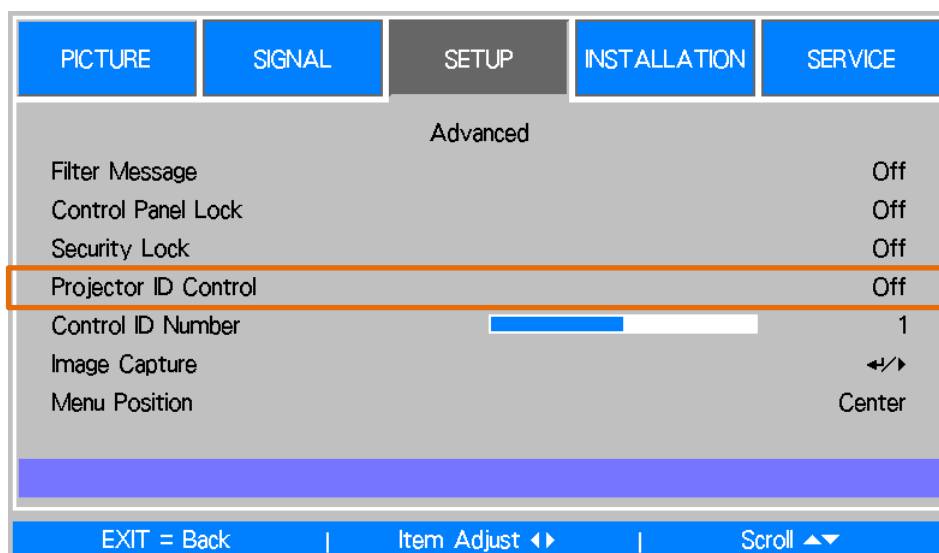 PICTURE SIGNAL SETUP INSTALLATION SERVICE
Advanced
Filter Message Off
Control Panel Lock Off
Security Lock Off
Projector ID Control Off
Control ID Number 1
Image Capture ↵/▶
Menu Position Center
EXIT = Back | Item Adjust ◀▶ | Scroll ▲▼